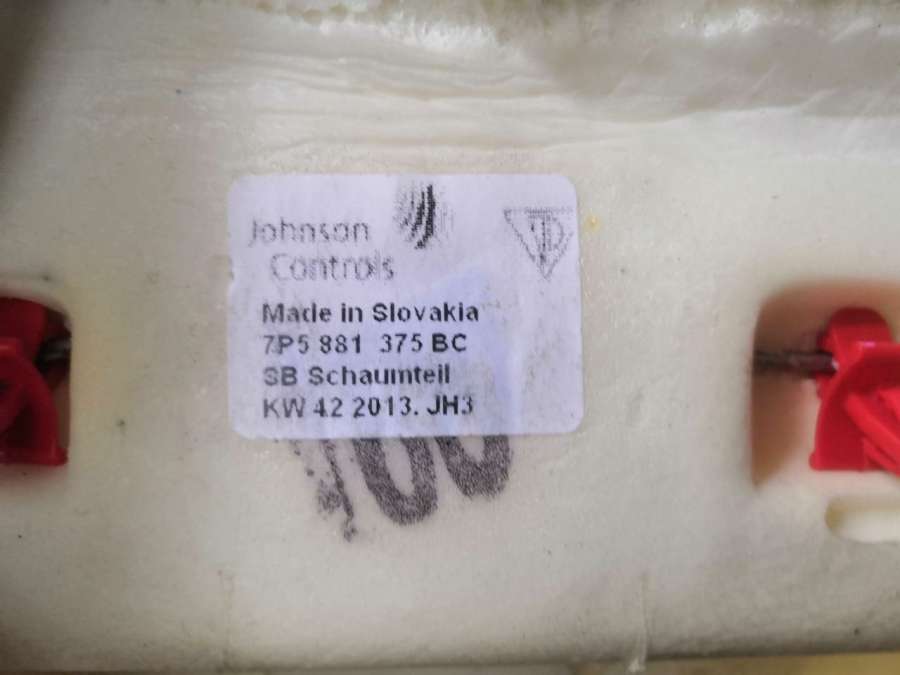 Johnson
Controls
Made in Slovakia
7P5 881 375 BC
SB Schaumteil
KW 42 2013. JH3